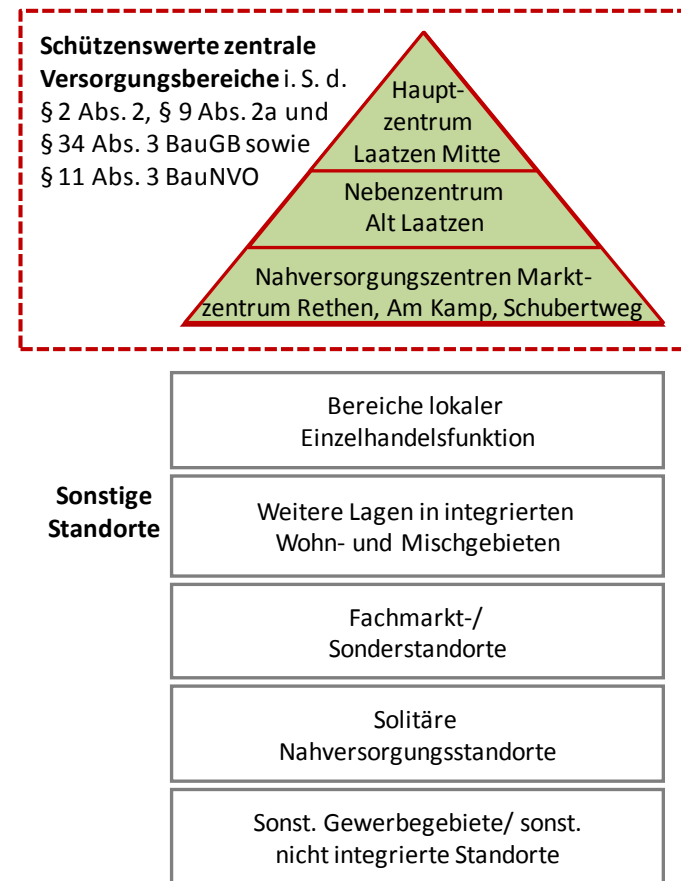 Schützenswerte zentrale
Versorgungsbereiche i. S. d.
§ 2 Abs. 2, § 9 Abs. 2a und
§ 34 Abs. 3 BauGB sowie
§ 11 Abs. 3 BauNVO
Haupt-
zentrum
Laatzen Mitte
Nebenzentrum
Alt Laatzen
Nahversorgungszentren Markt-
zentrum Rethen, Am Kamp, Schubertweg
Bereiche lokaler
Einzelhandelsfunktion
Sonstige
Standorte
Weitere Lagen in integrierten
Wohn- und Mischgebieten
Fachmarkt-/
Sonderstandorte
Solitäre
Nahversorgungsstandorte
Sonst. Gewerbegebiete/ sonst.
nicht integrierte Standorte